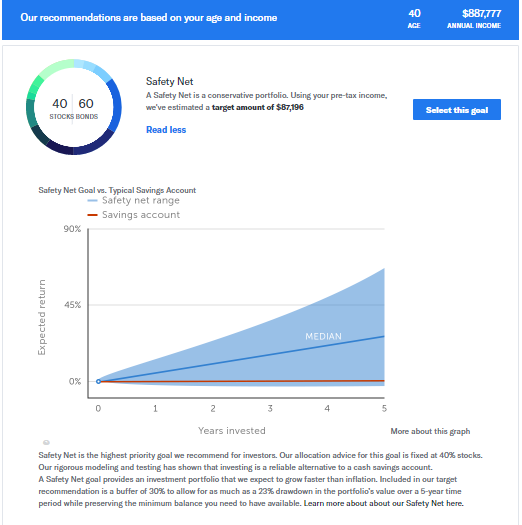 Our recommendations are based on your age and income
40
AGE
$887,777
ANNUAL INCOME
40 60
STOCKS BONDS
Safety Net
A Safety Net is a conservative portfolio. Using your pre-tax income,
we've estimated a target amount of $87,196
Read less
Select this goal
Safety Net Goal vs. Typical Savings Account
Safety net range
Savings account
90%
45%
0%
Expected return
MEDIAN
0 1 2 3 4 5
Years invested
More about this graph
Safety Net is the highest priority goal we recommend for investors. Our allocation advice for this goal is fixed at 40% stocks.
Our rigorous modeling and testing has shown that investing is a reliable alternative to a cash savings account.
A Safety Net goal provides an investment portfolio that we expect to grow faster than inflation. Included in our target
recommendation is a buffer of 30% to allow for as much as a 23% drawdown in the portfolio's value over a 5-year time
period while preserving the minimum balance you need to have available. Learn more about about our Safety Net here.